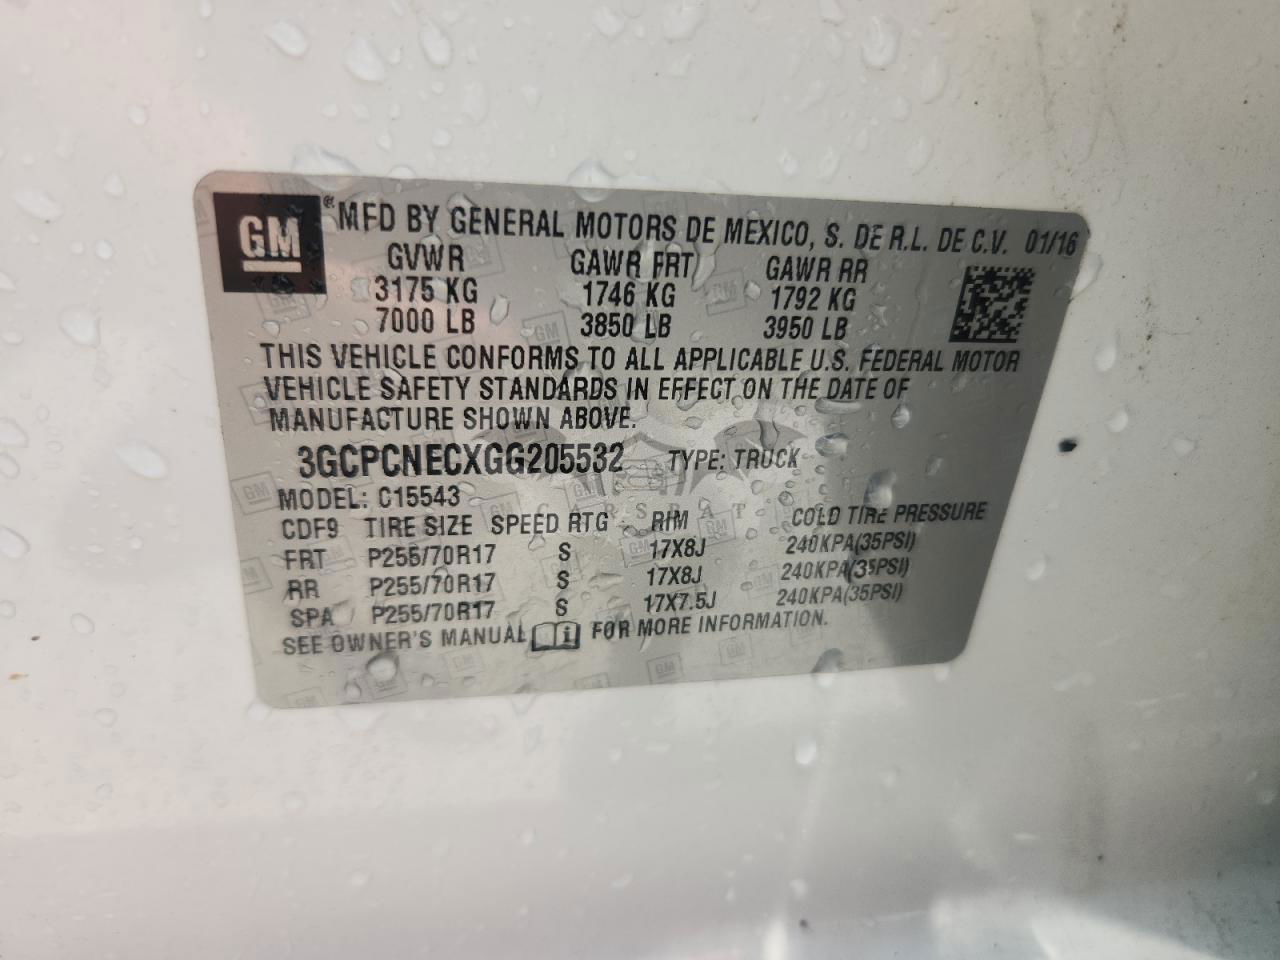 GM
® MFD BY GENERAL MOTORS DE MEXICO, S. DE R.L. DE C.V. 01/16
GVWR GAWR FRT GAWR RR
3175 KG 1746 KG 1792 KG
7000 LB 3850 LB 3950 LB
THIS VEHICLE CONFORMS TO ALL APPLICABLE U.S. FEDERAL MOTOR
VEHICLE SAFETY STANDARDS IN EFFECT ON THE DATE OF
MANUFACTURE SHOWN ABOVE.
3GCPCNECXGG205532 TYPE: TRUCK
MODEL: C15543
CARSPAT
CDF9 TIRE SIZE SPEED RTG RIM COLD TIRE PRESSURE
FRT P255/70R17 S 17X8J 240KPA(35PSI)
RR P255/70R17 S 17X8J 240KPA(35PSI)
SPA P255/70R17 S 17X7.5J 240KPA(35PSI)
SEE OWNER'S MANUAL i FOR MORE INFORMATION.